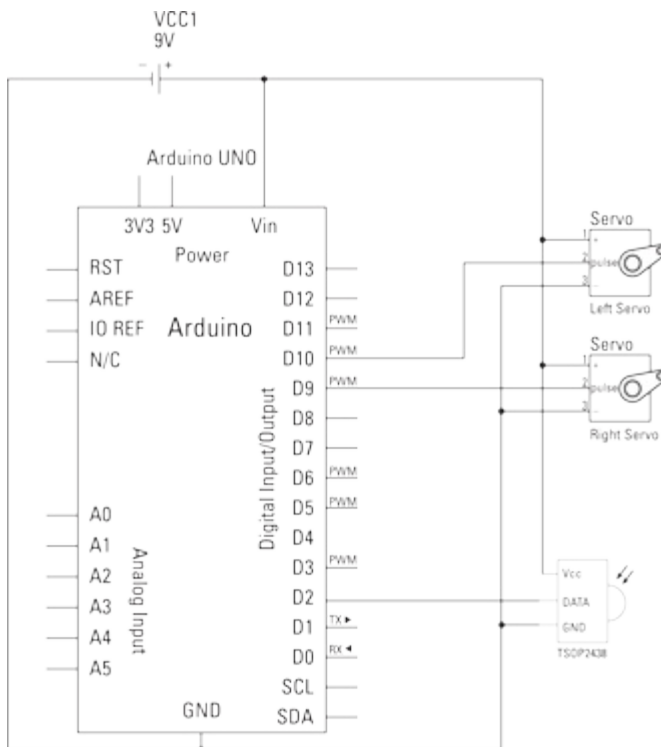 VCC1
9V
- +
Arduino UNO
3V3 5V Vin
Power
RST
AREF
IO REF
N/C
Arduino
D13
D12
D11 PWM
D10 PWM
D9 PWM
D8
D7
D6 PWM
D5 PWM
D4
D3 PWM
D2
D1 TX ►
D0 RX ◄
SCL
SDA
Digital Input/Output
A0
A1
A2
A3
A4
A5
Analog Input
GND
Servo
1 +
2 pulse
3 -
Left Servo
Servo
1 +
2 pulse
3 -
Right Servo
Vcc
DATA
GND
TSOP2438